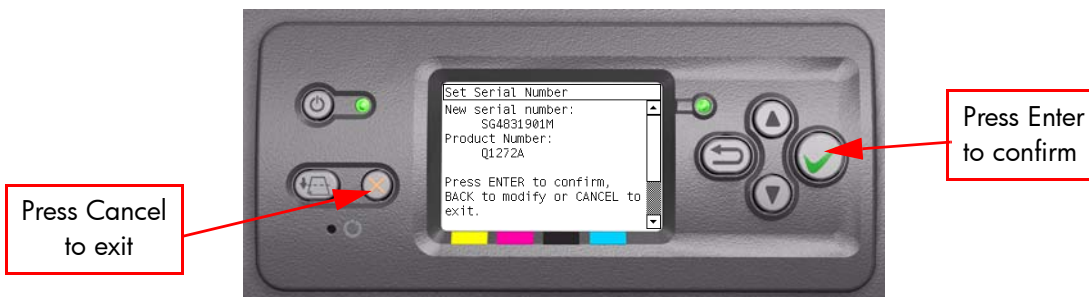 Set Serial Number
New serial number:
SG4831901M
Product Number:
Q1272A
Press ENTER to confirm,
BACK to modify or CANCEL to
exit.
Press Cancel
to exit
Press Enter
to confirm